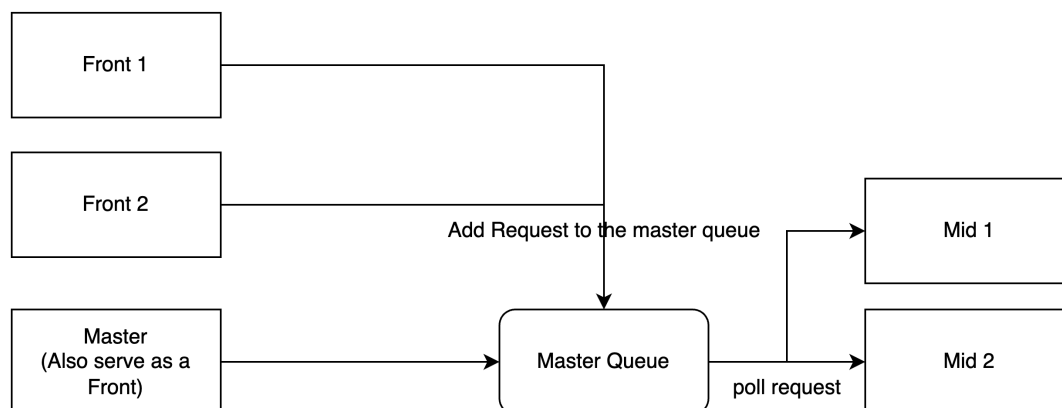 Front 1
Front 2
Add Request to the master queue
Mid 1
Master
(Also serve as a
Front)
Master Queue
poll request
Mid 2